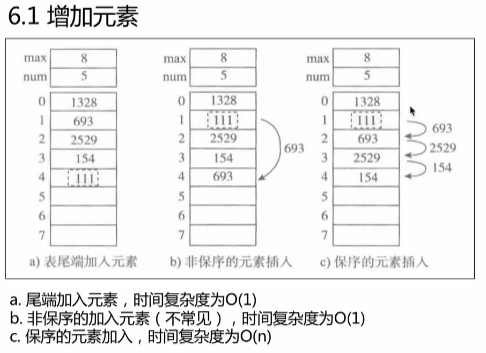 6.1 增加元素
max 8 max 8 max 8
num 5 num 5 num 5
0 1328 0 1328 0 1328
1 693 1 111 1 111 693
2 2529 2 2529 2 693 2529
3 154 3 154 693 3 2529 154
4 111 4 693 4 154
5 5 5
6 6 6
7 7 7
a) 表尾端加入元素 b) 非保序的元素插入 c) 保序的元素插入
a. 尾端加入元素，时间复杂度为O(1)
b. 非保序的加入元素（不常见），时间复杂度为O(1)
c. 保序的元素加入，时间复杂度为O(n)